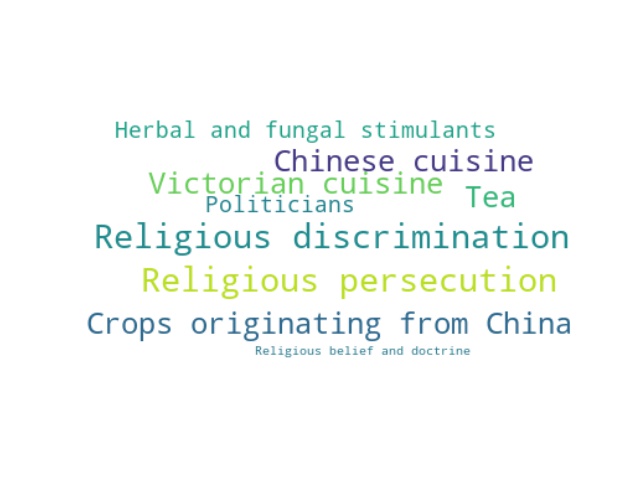 Herbal and fungal stimulants
Chinese cuisine
Victorian cuisine
Tea
Politicians
Religious discrimination
Religious persecution
Crops originating from China
Religious belief and doctrine